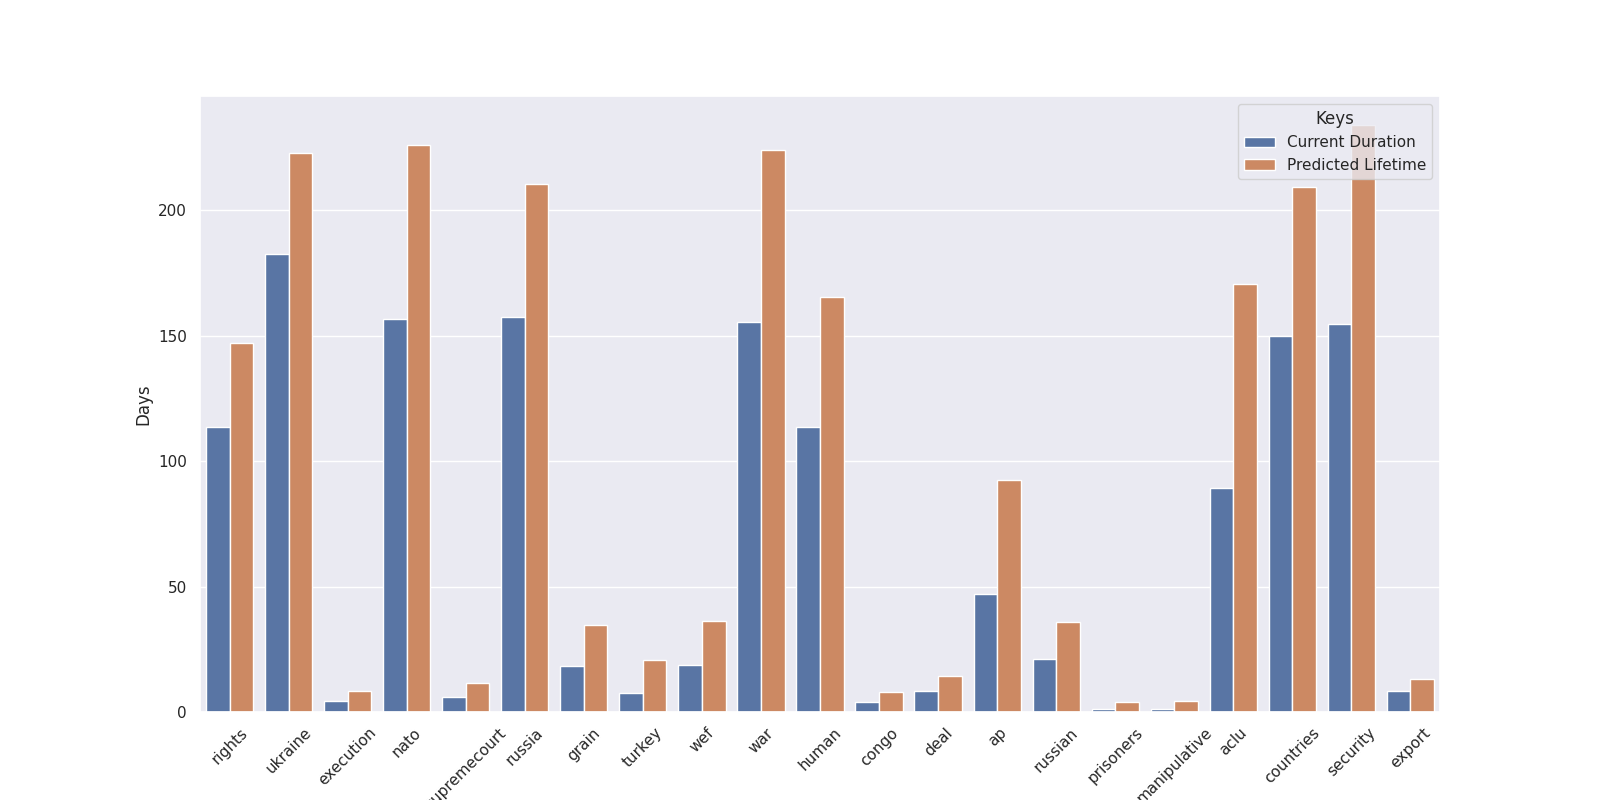 Keys
Current Duration
Predicted Lifetime
Days
200
150
100
50
0
rights
ukraine
execution
nato
upremecourt
russia
grain
turkey
wef
war
human
congo
deal
ap
russian
prisoners
manipulative
aclu
countries
security
export